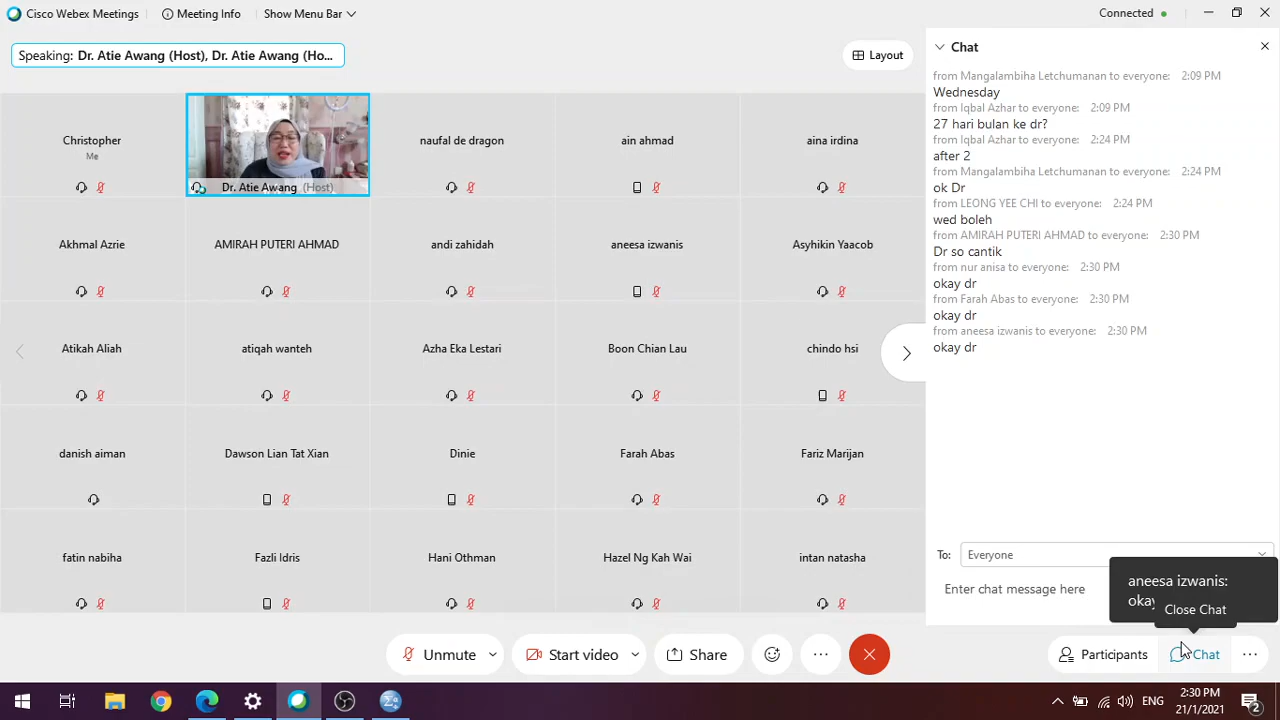 Cisco Webex Meetings
Meeting Info
Show Menu Bar
Connected
Speaking: Dr. Atie Awang (Host), Dr. Atie Awang (Ho...
Layout
Christopher
Me
Dr. Atie Awang (Host)
naufal de dragon
ain ahmad
aina irdina
Akhmal Azrie
AMIRAH PUTERI AHMAD
andi zahidah
aneesa izwanis
Asyhikin Yaacob
Atikah Aliah
atiqah wanteh
Azha Eka Lestari
Boon Chian Lau
chindo hsi
danish aiman
Dawson Lian Tat Xian
Dinie
Farah Abas
Fariz Marijan
fatin nabiha
Fazli Idris
Hani Othman
Hazel Ng Kah Wai
intan natasha
Chat
from Mangalambiha Letchumanan to everyone: 2:09 PM
Wednesday
from Iqbal Azhar to everyone: 2:09 PM
27 hari bulan ke dr?
from Iqbal Azhar to everyone: 2:24 PM
after 2
from Mangalambiha Letchumanan to everyone: 2:24 PM
ok Dr
from LEONG YEE CHI to everyone: 2:24 PM
wed boleh
from AMIRAH PUTERI AHMAD to everyone: 2:30 PM
Dr so cantik
from nur anisa to everyone: 2:30 PM
okay dr
from Farah Abas to everyone: 2:30 PM
okay dr
from aneesa izwanis to everyone: 2:30 PM
okay dr
To: Everyone
Enter chat message here
aneesa izwanis:
okay
Close Chat
Unmute
Start video
Share
Participants
Chat
ENG
2:30 PM
21/1/2021
2